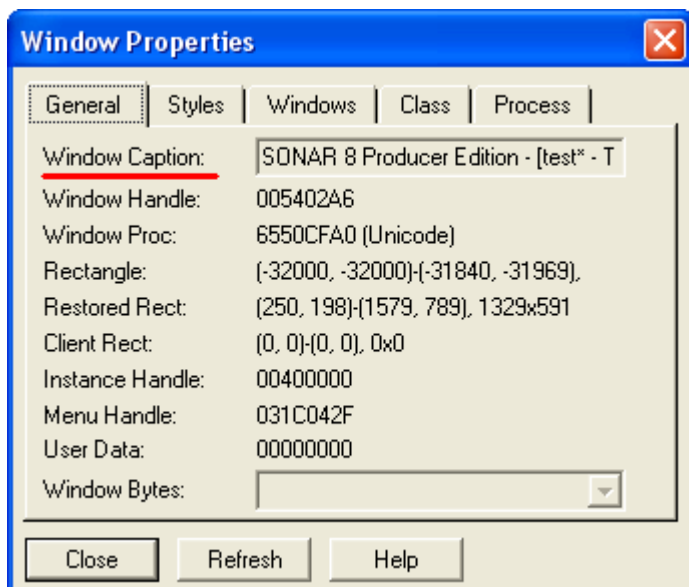 Window Properties
General Styles Windows Class Process
Window Caption: SONAR 8 Producer Edition - [test* - T
Window Handle: 005402A6
Window Proc: 6550CFA0 (Unicode)
Rectangle: (-32000, -32000)-(-31840, -31969),
Restored Rect: (250, 198)-(1579, 789), 1329x591
Client Rect: (0, 0)-(0, 0), 0x0
Instance Handle: 00400000
Menu Handle: 031C042F
User Data: 00000000
Window Bytes:
Close Refresh Help